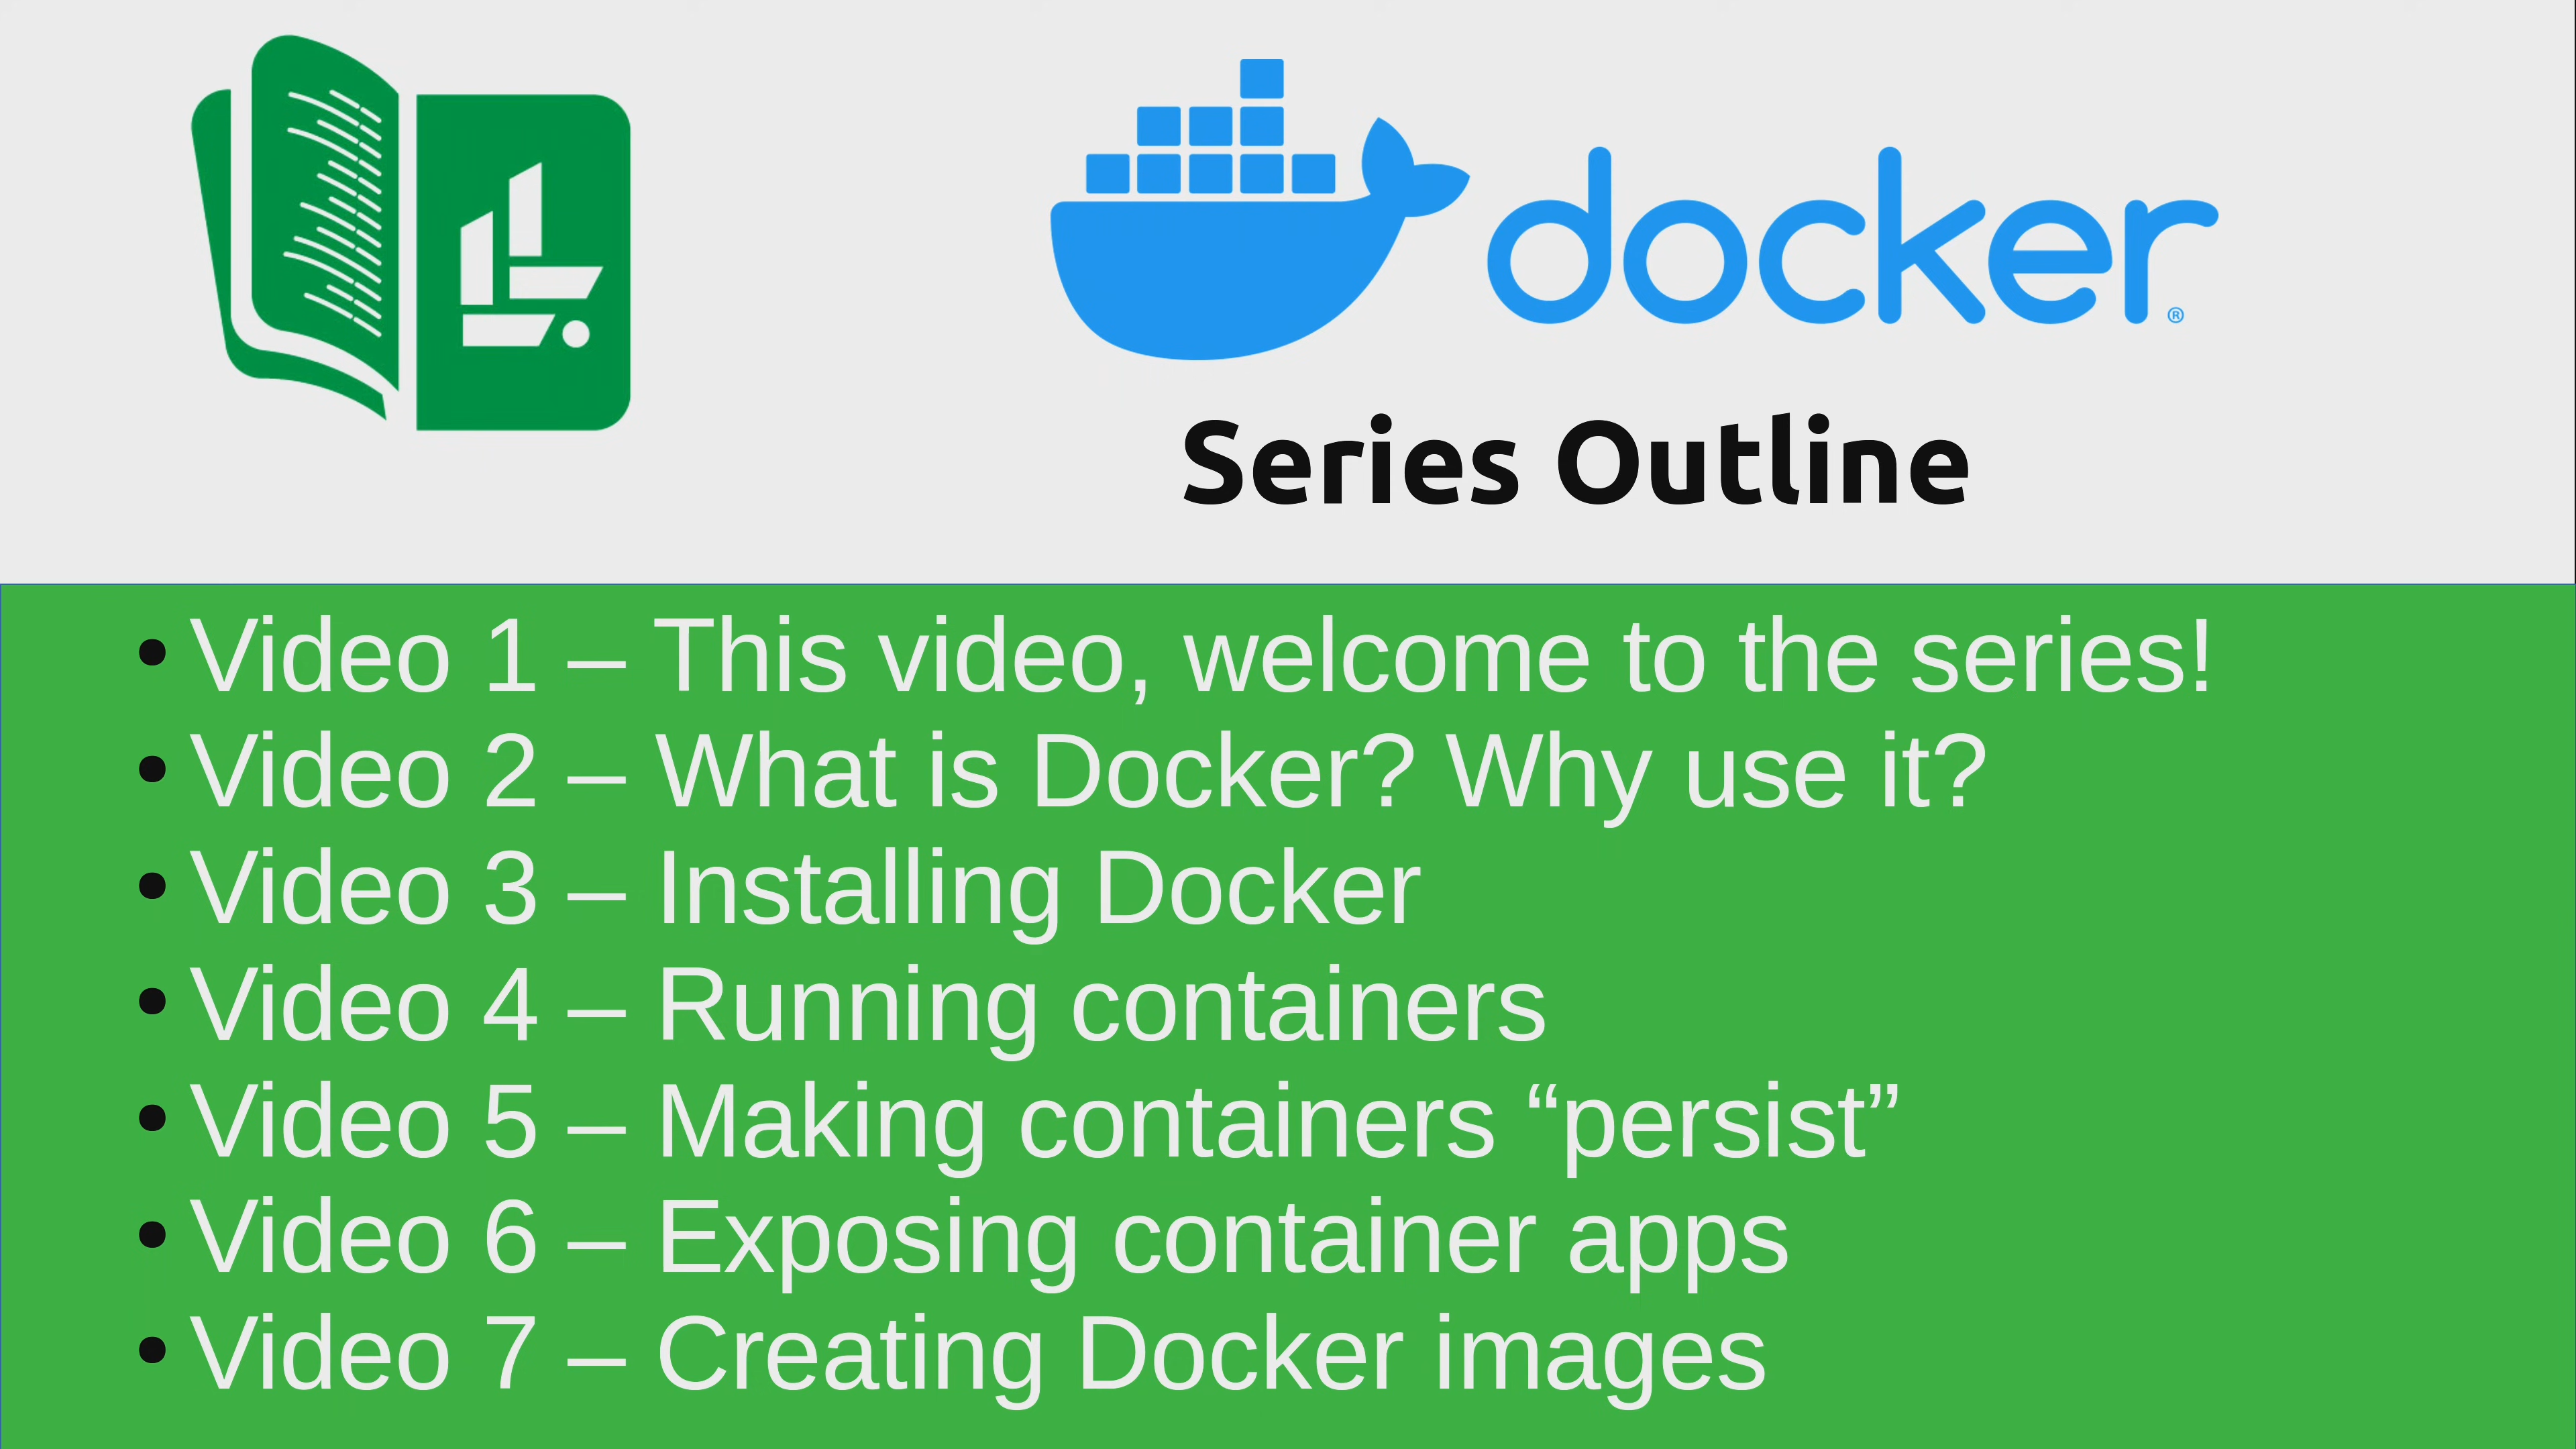 docker®
Series Outline
• Video 1 – This video, welcome to the series!
• Video 2 – What is Docker? Why use it?
• Video 3 – Installing Docker
• Video 4 – Running containers
• Video 5 – Making containers “persist”
• Video 6 – Exposing container apps
• Video 7 – Creating Docker images